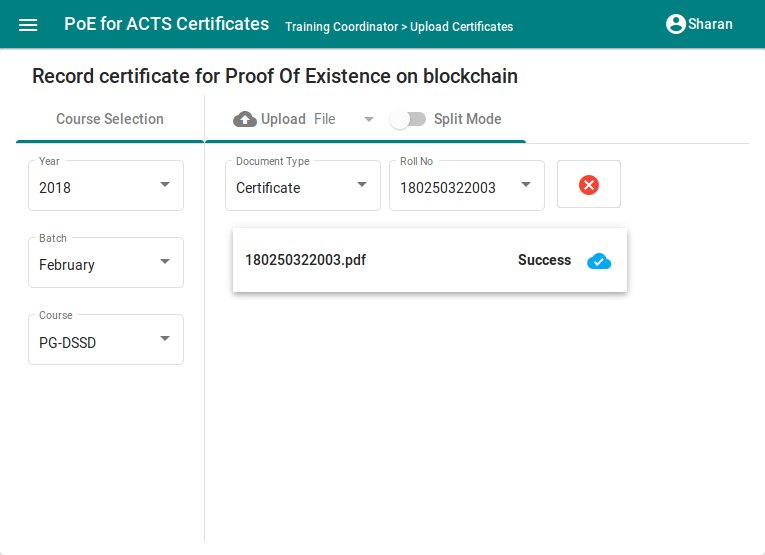 PoE for ACTS Certificates Training Coordinator > Upload Certificates Sharan
Record certificate for Proof Of Existence on blockchain
Course Selection
Upload File Split Mode
Year
2018
Batch
February
Course
PG-DSSD
Document Type
Certificate
Roll No
180250322003
180250322003.pdf Success